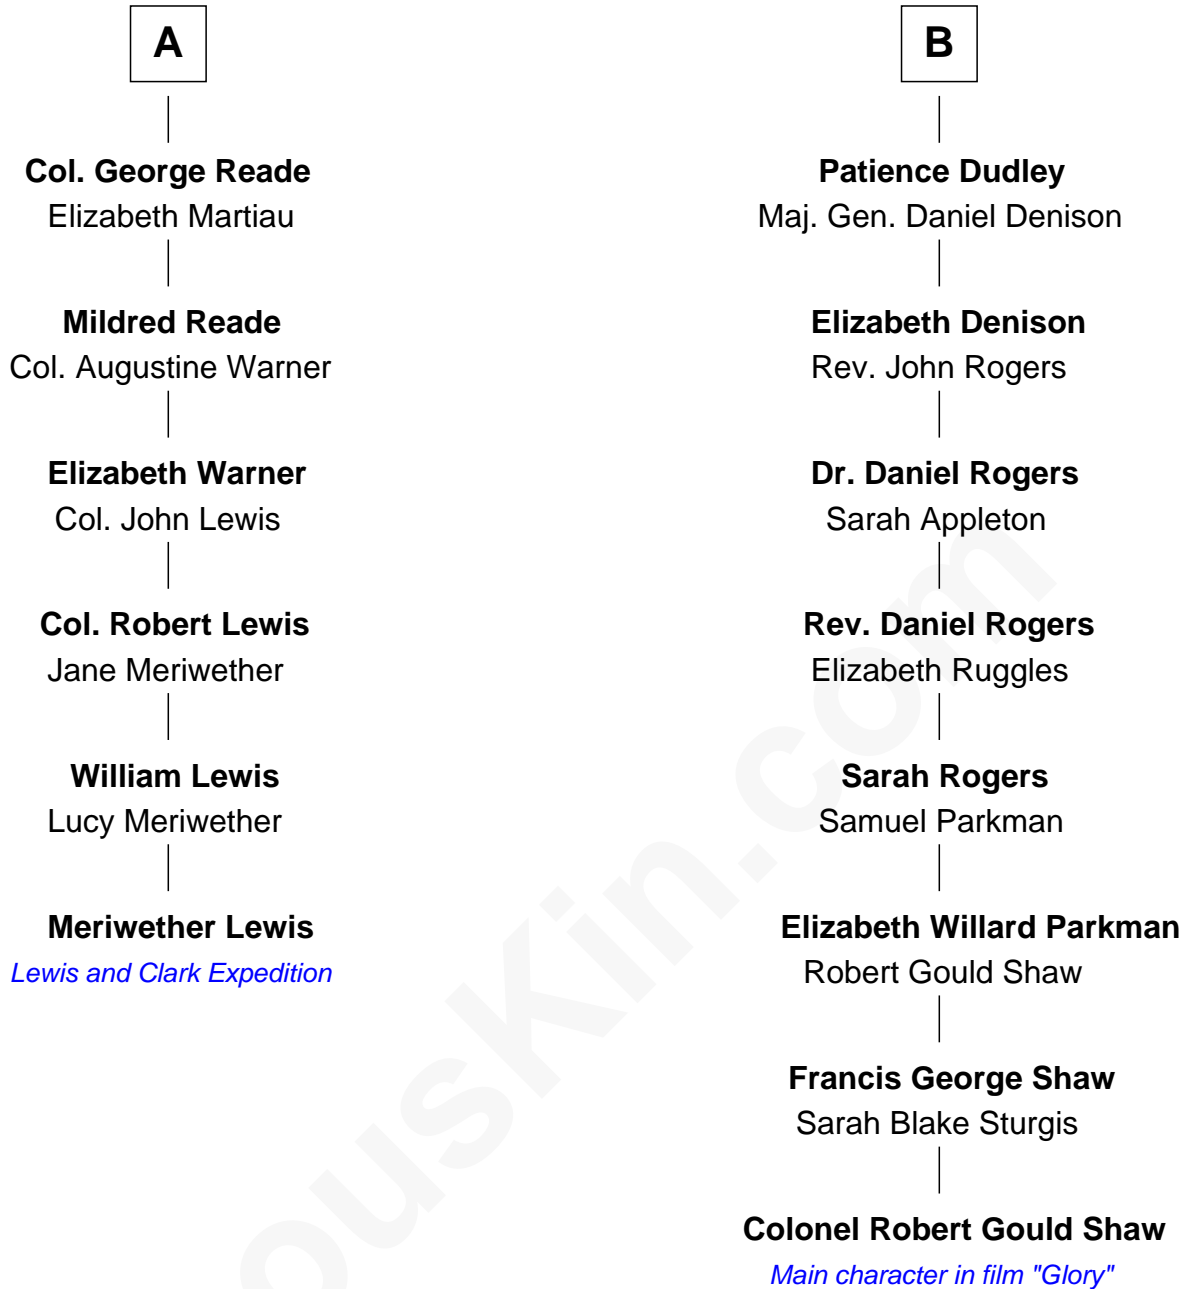 A
Col. George Reade
Elizabeth Martiau
Mildred Reade
Col. Augustine Warner
Elizabeth Warner
Col. John Lewis
Col. Robert Lewis
Jane Meriwether
William Lewis
Lucy Meriwether
Meriwether Lewis
Lewis and Clark Expedition
B
Patience Dudley
Maj. Gen. Daniel Denison
Elizabeth Denison
Rev. John Rogers
Dr. Daniel Rogers
Sarah Appleton
Rev. Daniel Rogers
Elizabeth Ruggles
Sarah Rogers
Samuel Parkman
Elizabeth Willard Parkman
Robert Gould Shaw
Francis George Shaw
Sarah Blake Sturgis
Colonel Robert Gould Shaw
Main character in film "Glory"
ousKin.com